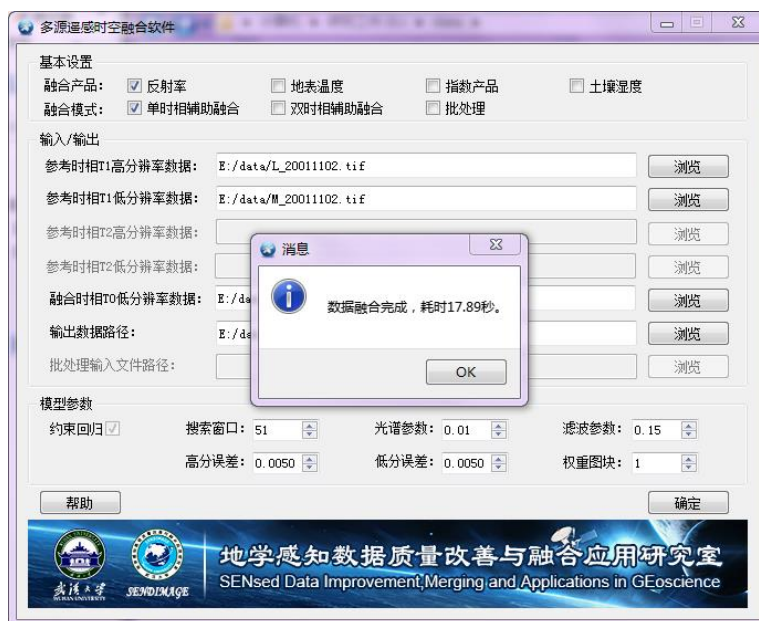 多源遥感时空融合软件
基本设置
融合产品: 反射率 地表温度 指数产品 土壤湿度
融合模式: 单时相辅助融合 双时相辅助融合 批处理
输入/输出
参考时相T1高分辨率数据: E:/data/L_20011102.tif 浏览
参考时相T1低分辨率数据: E:/data/M_20011102.tif 浏览
参考时相T2高分辨率数据: 浏览
参考时相T2低分辨率数据: 浏览
融合时相T0低分辨率数据: E:/da 浏览
输出数据路径: E:/da 浏览
批处理输入文件路径: 浏览
消息
数据融合完成，耗时17.89秒。
OK
模型参数
约束回归 搜索窗口: 51 光谱参数: 0.01 滤波参数: 0.15
高分误差: 0.0050 低分误差: 0.0050 权重图块: 1
帮助 确定
地学感知数据质量改善与融合应用研究室
SENsed Data Improvement,Merging and Applications in GEoscience
武汉大学 SENDIMAGE